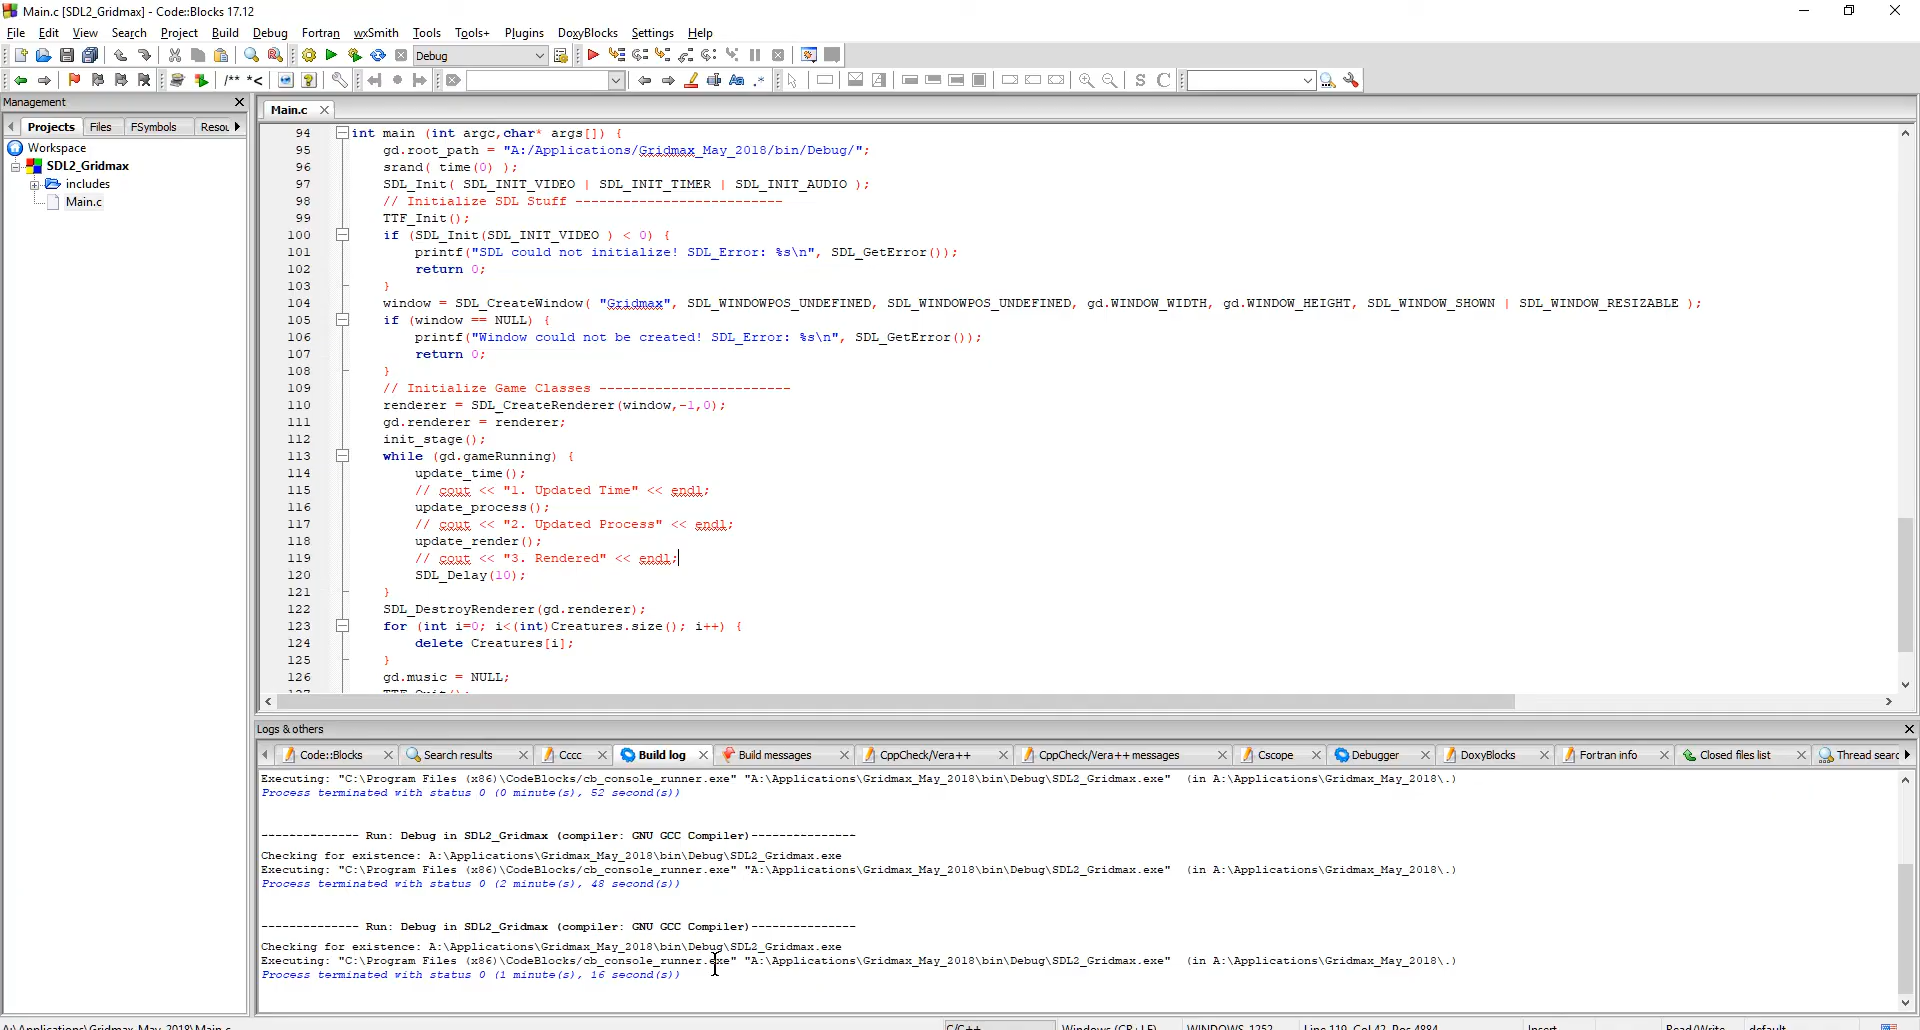 Main.c [SDL2_Gridmax] - Code::Blocks 17.12
File Edit View Search Project Build Debug Fortran wxSmith Tools Tools+ Plugins DoxyBlocks Settings Help
Debug
/** *<
Aa .*
S C
Management
Main.c
Projects Files FSymbols Resou
Workspace
SDL2_Gridmax
includes
Main.c
94 int main (int argc,char* args[]) {
95 gd.root_path = "A:/Applications/Gridmax_May_2018/bin/Debug/";
96 srand( time(0) );
97 SDL_Init( SDL_INIT_VIDEO | SDL_INIT_TIMER | SDL_INIT_AUDIO );
98 // Initialize SDL Stuff --------------------------
99 TTF_Init();
100 if (SDL_Init(SDL_INIT_VIDEO ) < 0) {
101 printf("SDL could not initialize! SDL_Error: %s\n", SDL_GetError());
102 return 0;
103 }
104 window = SDL_CreateWindow( "Gridmax", SDL_WINDOWPOS_UNDEFINED, SDL_WINDOWPOS_UNDEFINED, gd.WINDOW_WIDTH, gd.WINDOW_HEIGHT, SDL_WINDOW_SHOWN | SDL_WINDOW_RESIZABLE );
105 if (window == NULL) {
106 printf("Window could not be created! SDL_Error: %s\n", SDL_GetError());
107 return 0;
108 }
109 // Initialize Game Classes ------------------------
110 renderer = SDL_CreateRenderer(window,-1,0);
111 gd.renderer = renderer;
112 init_stage();
113 while (gd.gameRunning) {
114 update_time();
115 // cout << "1. Updated Time" << endl;
116 update_process();
117 // cout << "2. Updated Process" << endl;
118 update_render();
119 // cout << "3. Rendered" << endl;
120 SDL_Delay(10);
121 }
122 SDL_DestroyRenderer(gd.renderer);
123 for (int i=0; i<(int)Creatures.size(); i++) {
124 delete Creatures[i];
125 }
126 gd.music = NULL;
127 TTF_Quit();
Logs & others
Code::Blocks Search results Cccc Build log Build messages CppCheck/Vera++ CppCheck/Vera++ messages Cscope Debugger DoxyBlocks Fortran info Closed files list Thread searc
Executing: "C:\Program Files (x86)\CodeBlocks/cb_console_runner.exe" "A:\Applications\Gridmax_May_2018\bin\Debug\SDL2_Gridmax.exe" (in A:\Applications\Gridmax_May_2018\.)
Process terminated with status 0 (0 minute(s), 52 second(s))
-------------- Run: Debug in SDL2_Gridmax (compiler: GNU GCC Compiler)---------------
Checking for existence: A:\Applications\Gridmax_May_2018\bin\Debug\SDL2_Gridmax.exe
Executing: "C:\Program Files (x86)\CodeBlocks/cb_console_runner.exe" "A:\Applications\Gridmax_May_2018\bin\Debug\SDL2_Gridmax.exe" (in A:\Applications\Gridmax_May_2018\.)
Process terminated with status 0 (2 minute(s), 48 second(s))
-------------- Run: Debug in SDL2_Gridmax (compiler: GNU GCC Compiler)---------------
Checking for existence: A:\Applications\Gridmax_May_2018\bin\Debug\SDL2_Gridmax.exe
Executing: "C:\Program Files (x86)\CodeBlocks/cb_console_runner.exe" "A:\Applications\Gridmax_May_2018\bin\Debug\SDL2_Gridmax.exe" (in A:\Applications\Gridmax_May_2018\.)
Process terminated with status 0 (1 minute(s), 16 second(s))
A:\Applications\Gridmax_May_2018\Main.c C/C++ Windows (CR+LF) WINDOWS-1252 Line 119, Col 42, Pos 4884 Insert Read/Write default